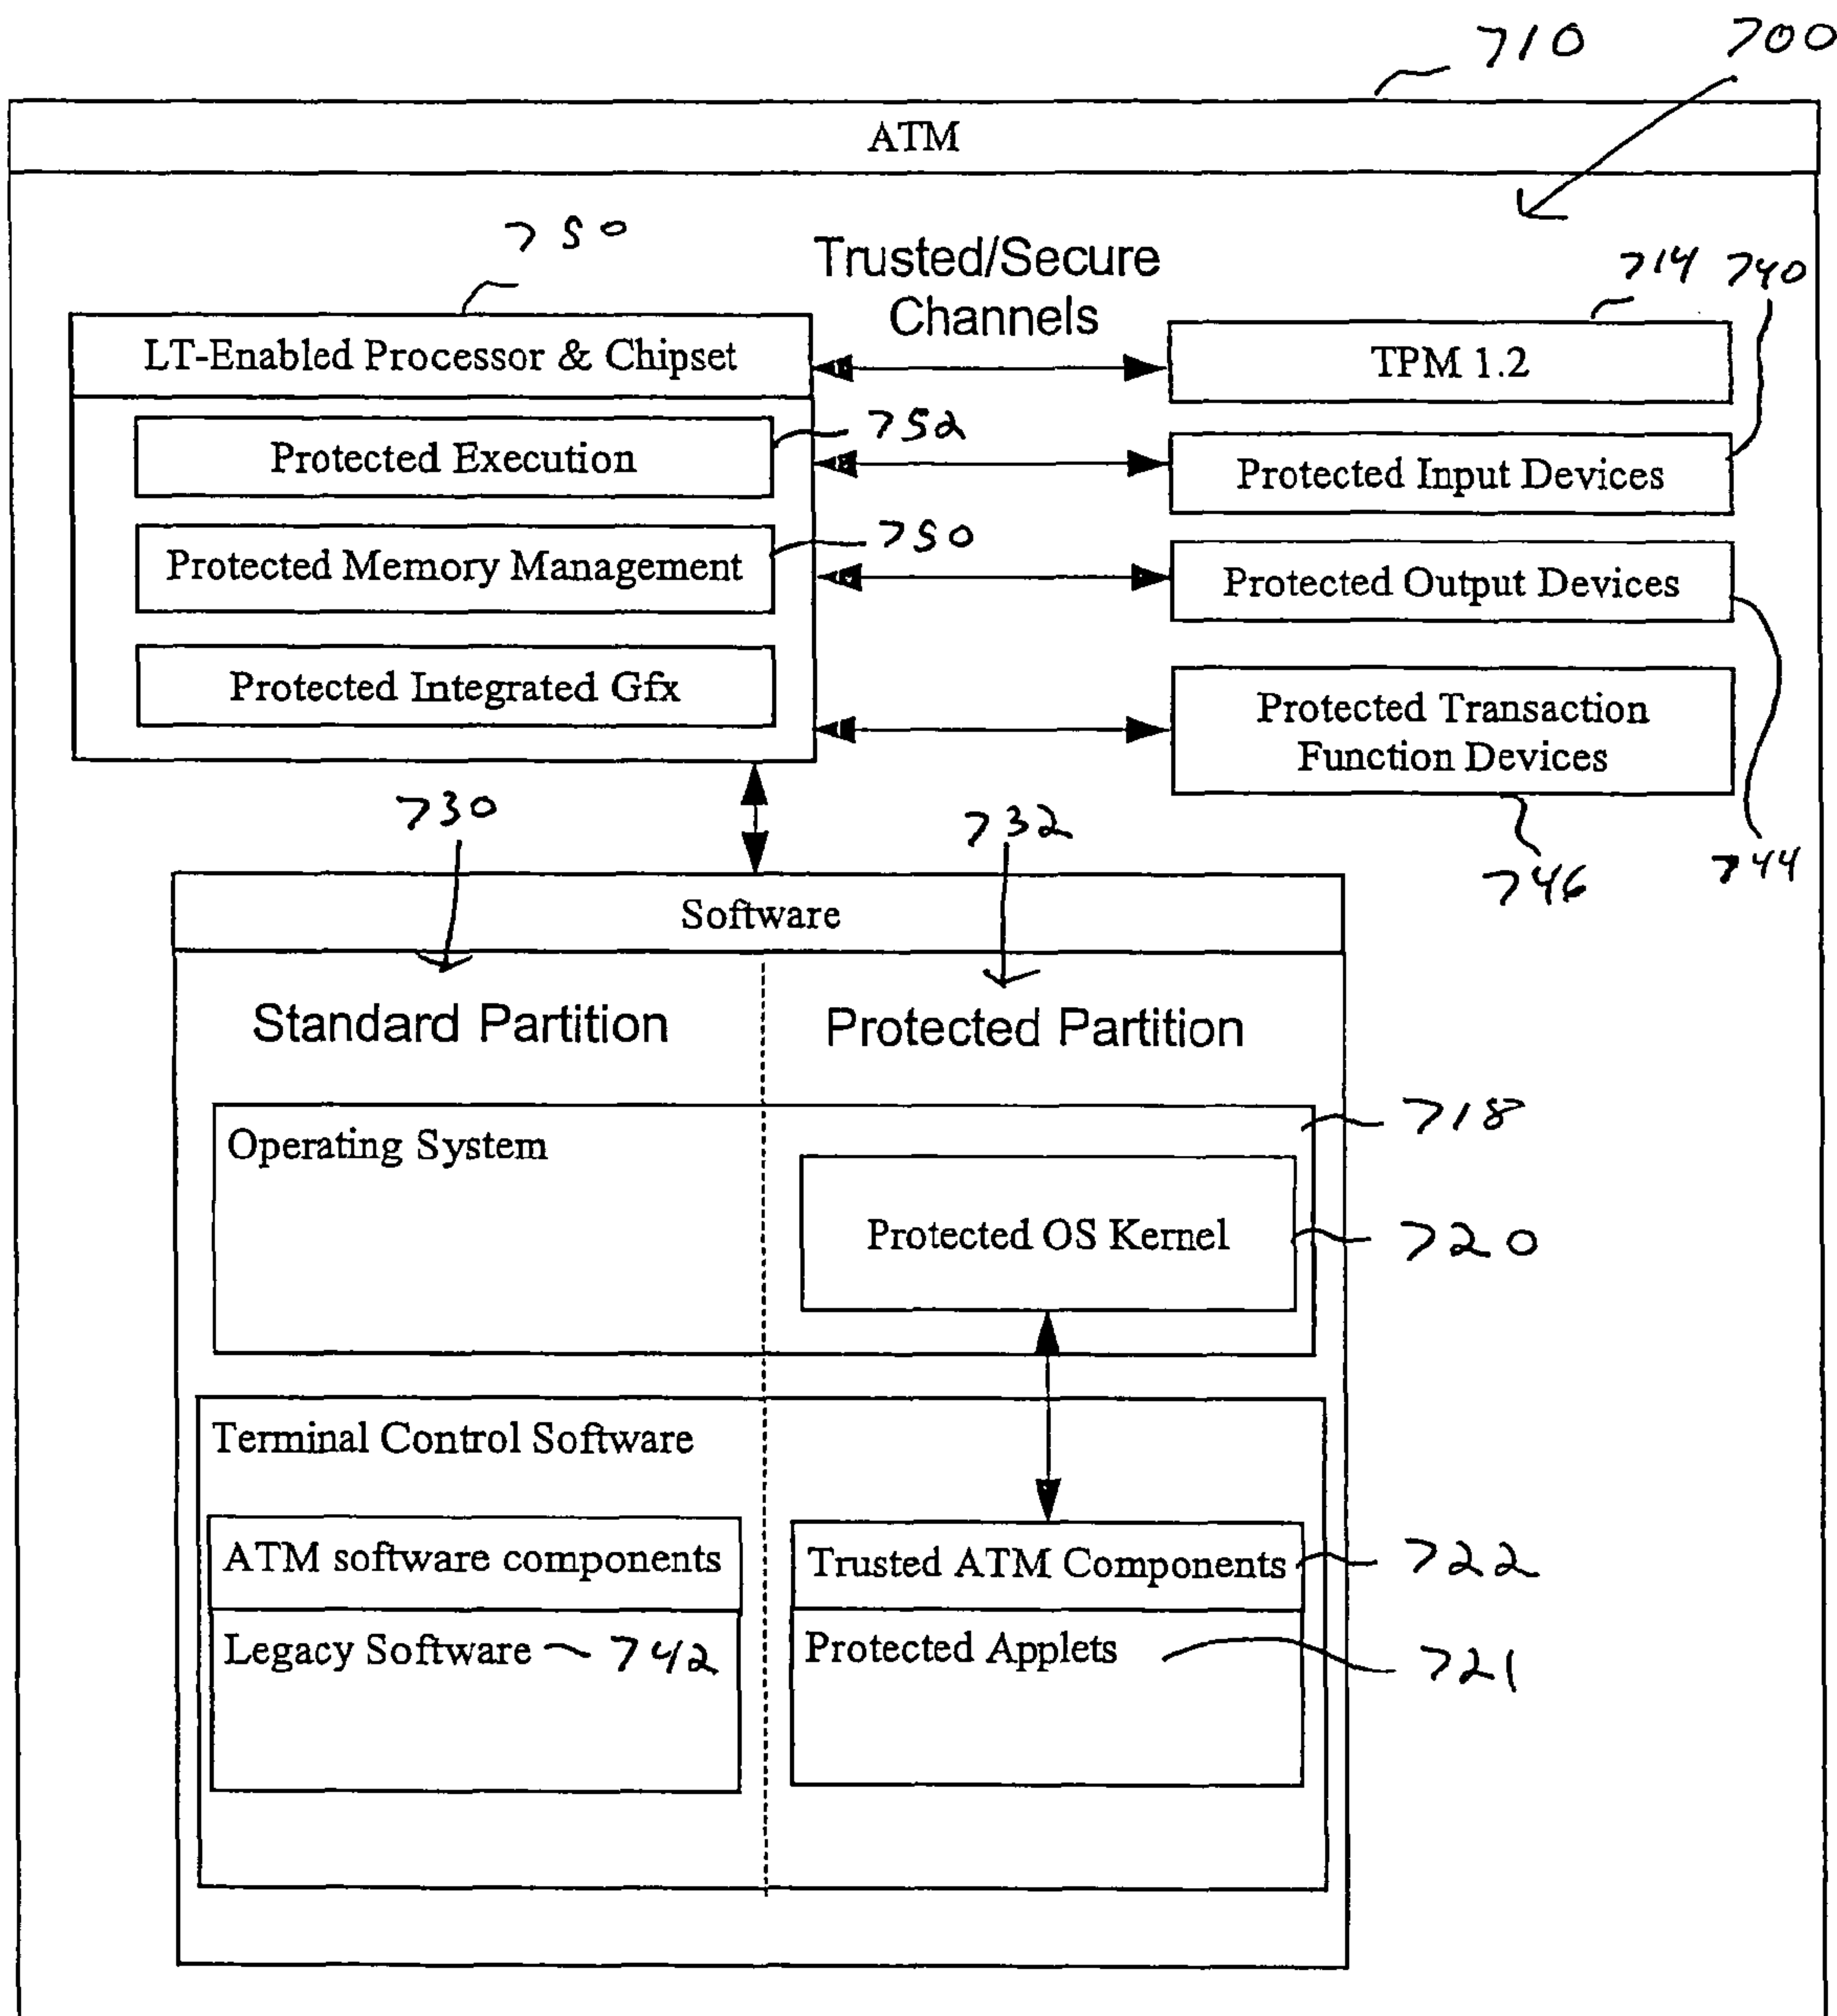 710
700
ATM
750
Trusted/Secure
Channels
714
740
LT-Enabled Processor & Chipset
TPM 1.2
Protected Execution
752
Protected Input Devices
Protected Memory Management
750
Protected Output Devices
Protected Integrated Gfx
Protected Transaction
Function Devices
730
732
746
744
Software
Standard Partition
Protected Partition
Operating System
718
Protected OS Kernel
720
Terminal Control Software
ATM software components
Trusted ATM Components
722
Legacy Software
742
Protected Applets
721